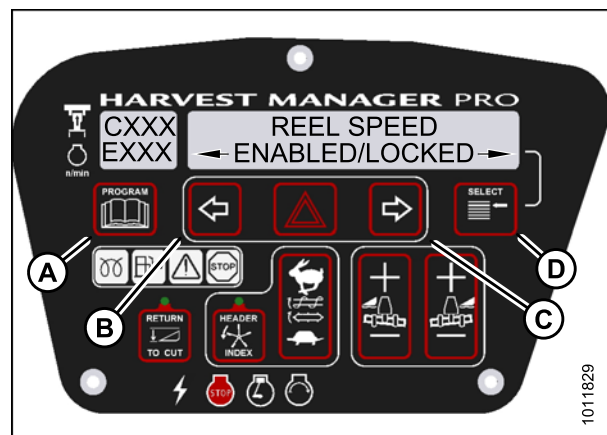 HARVEST MANAGER PRO
CXXX
EXXX
REEL SPEED
ENABLED/LOCKED
n/min
PROGRAM
SELECT
A
B
C
D
STOP
RETURN
TO CUT
HEADER
INDEX
STOP
1011829